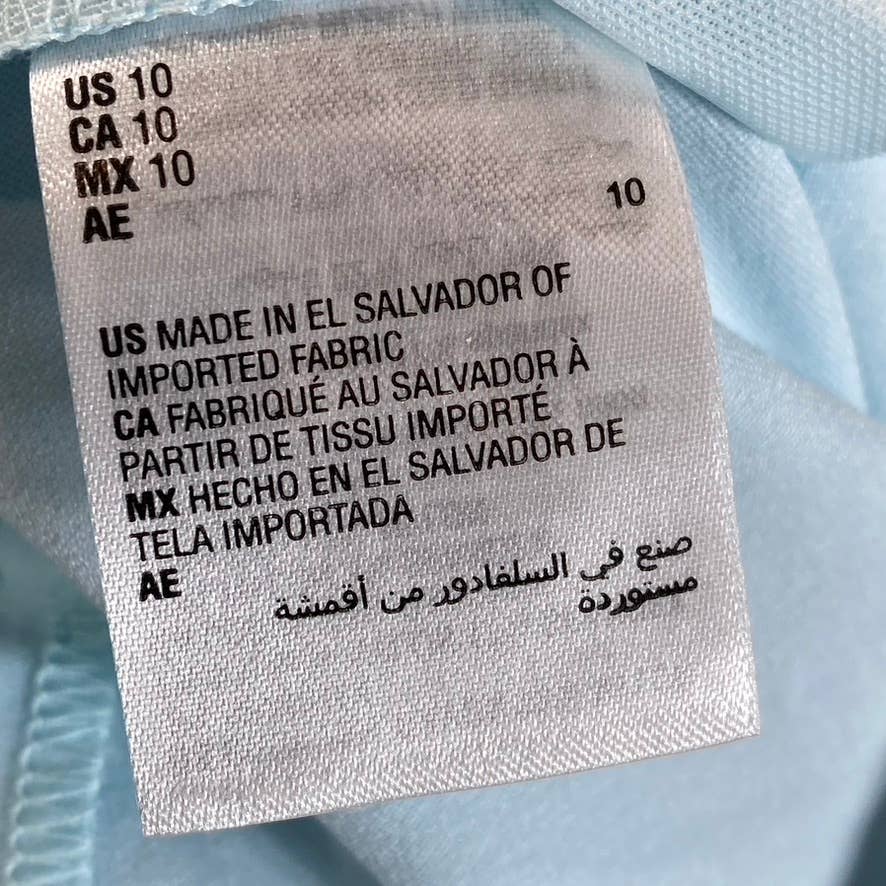 US 10
CA 10
MX 10
AE 10
US MADE IN EL SALVADOR OF
IMPORTED FABRIC
CA FABRIQUÉ AU SALVADOR À
PARTIR DE TISSU IMPORTÉ
MX HECHO EN EL SALVADOR DE
TELA IMPORTADA
AE صنع في السلفادور من أقمشة
مستوردة